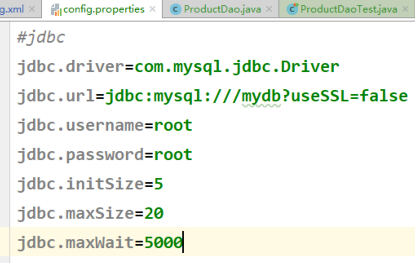 g.xml config.properties ProductDao.java ProductDaoTest.java
#jdbc
jdbc.driver=com.mysql.jdbc.Driver
jdbc.url=jdbc:mysql:///mydb?useSSL=false
jdbc.username=root
jdbc.password=root
jdbc.initSize=5
jdbc.maxSize=20
jdbc.maxWait=5000